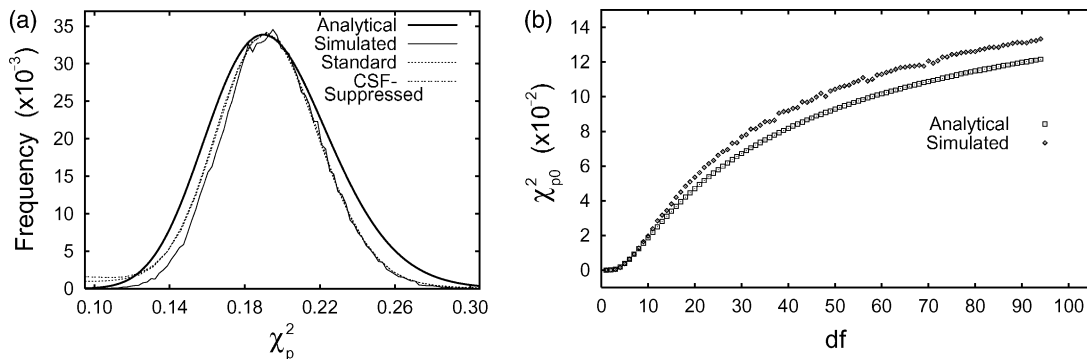 (a)
Frequency (x10⁻³)
35
30
25
20
15
10
5
0
Analytical
Simulated
Standard
CSF-
Suppressed
0.10
0.14
0.18
0.22
0.26
0.30
χ²ₚ
(b)
χ²ₚ₀ (x10⁻²)
14
12
10
8
6
4
2
0
Analytical
Simulated
0
10
20
30
40
50
60
70
80
90
100
df